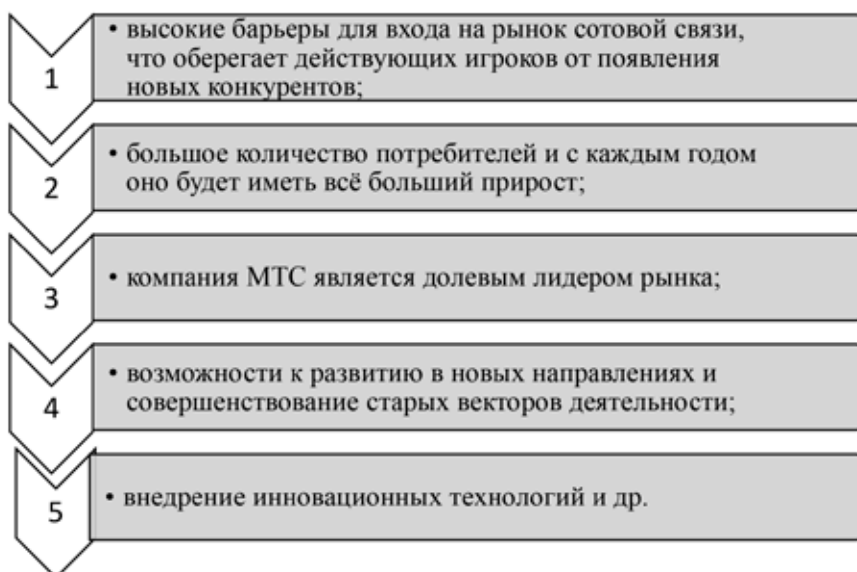 1
• высокие барьеры для входа на рынок сотовой связи,
что оберегает действующих игроков от появления
новых конкурентов;
2
• большое количество потребителей и с каждым годом
оно будет иметь всё больший прирост;
3
• компания МТС является долевым лидером рынка;
4
• возможности к развитию в новых направлениях и
совершенствование старых векторов деятельности;
5
• внедрение инновационных технологий и др.